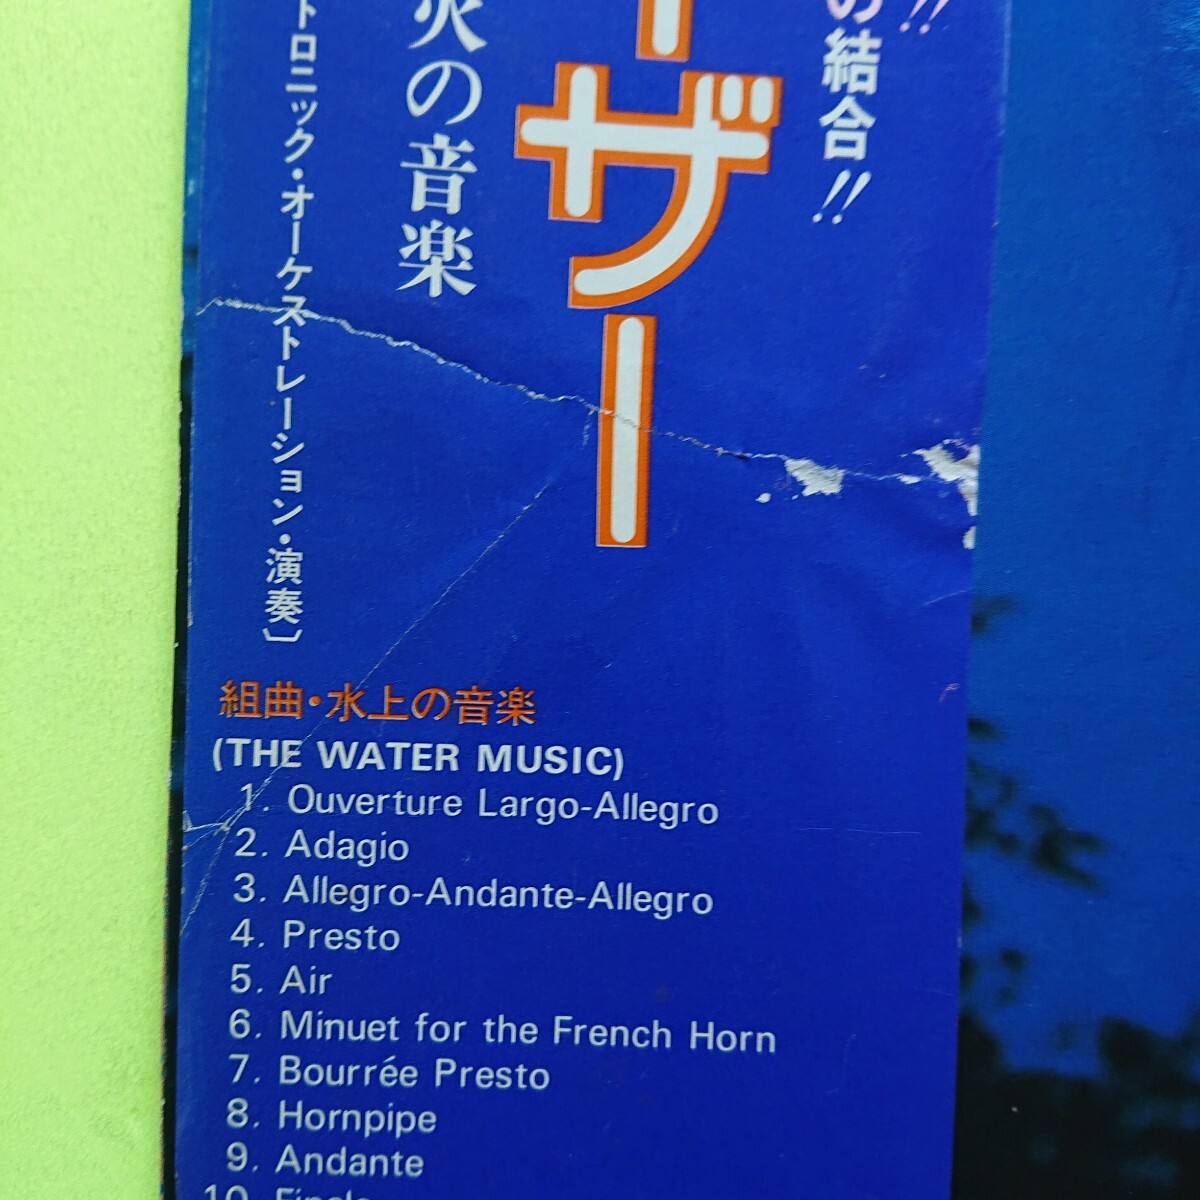 !!
の結合!!
ーザー
火の音楽
トロニック・オーケストレーション・演奏〕
組曲・水上の音楽
(THE WATER MUSIC)
1. Ouverture Largo-Allegro
2. Adagio
3. Allegro-Andante-Allegro
4. Presto
5. Air
6. Minuet for the French Horn
7. Bourrée Presto
8. Hornpipe
9. Andante
10. Finale